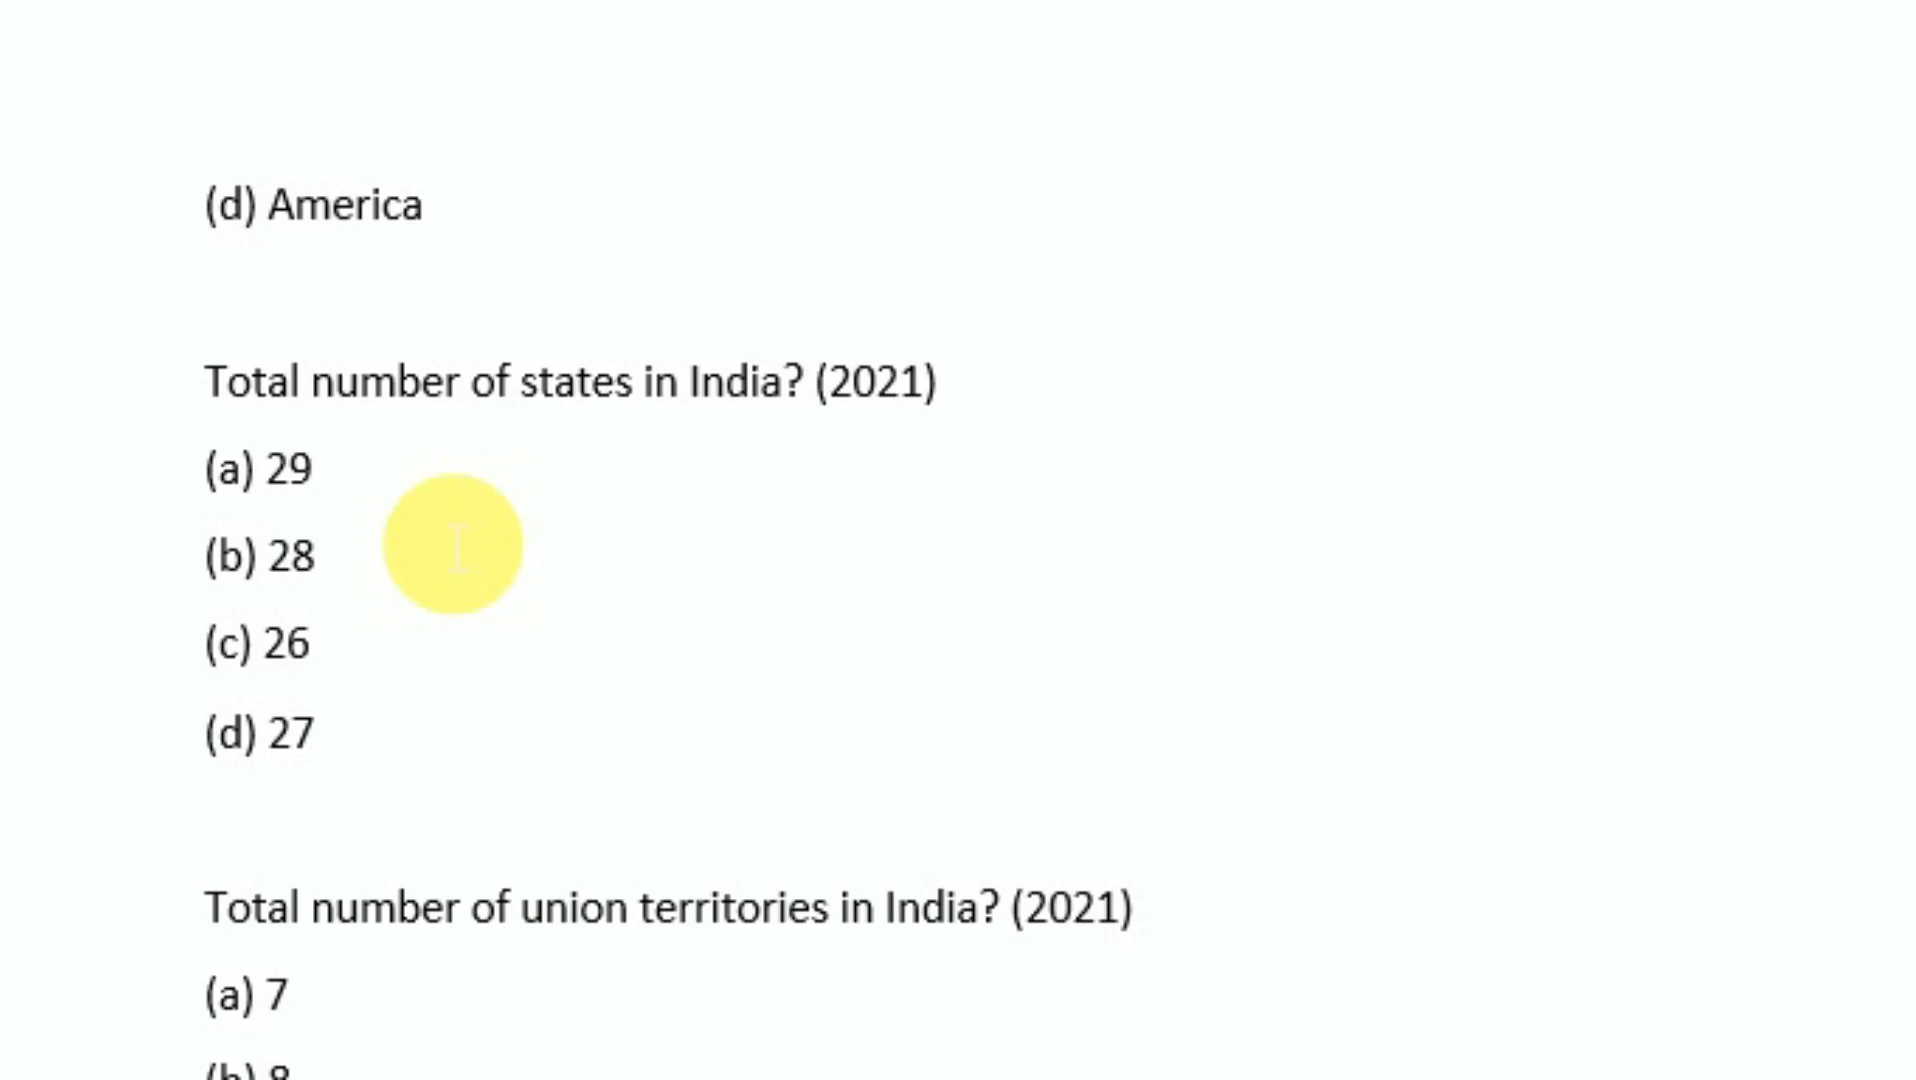 (d) America
Total number of states in India? (2021)
(a) 29
(b) 28
(c) 26
(d) 27
Total number of union territories in India? (2021)
(a) 7
(b) 8